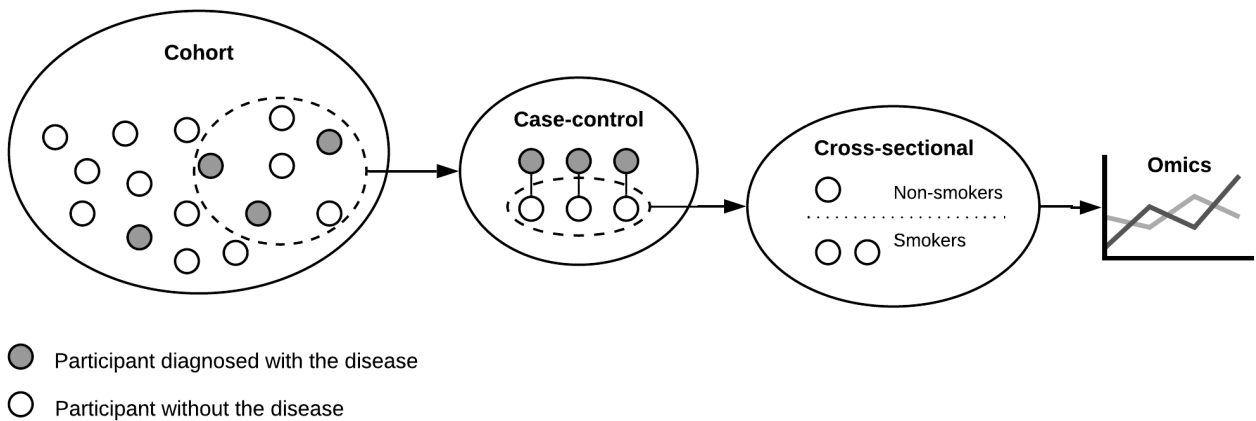 Cohort
Case-control
Cross-sectional
Non-smokers
Smokers
Omics
Participant diagnosed with the disease
Participant without the disease